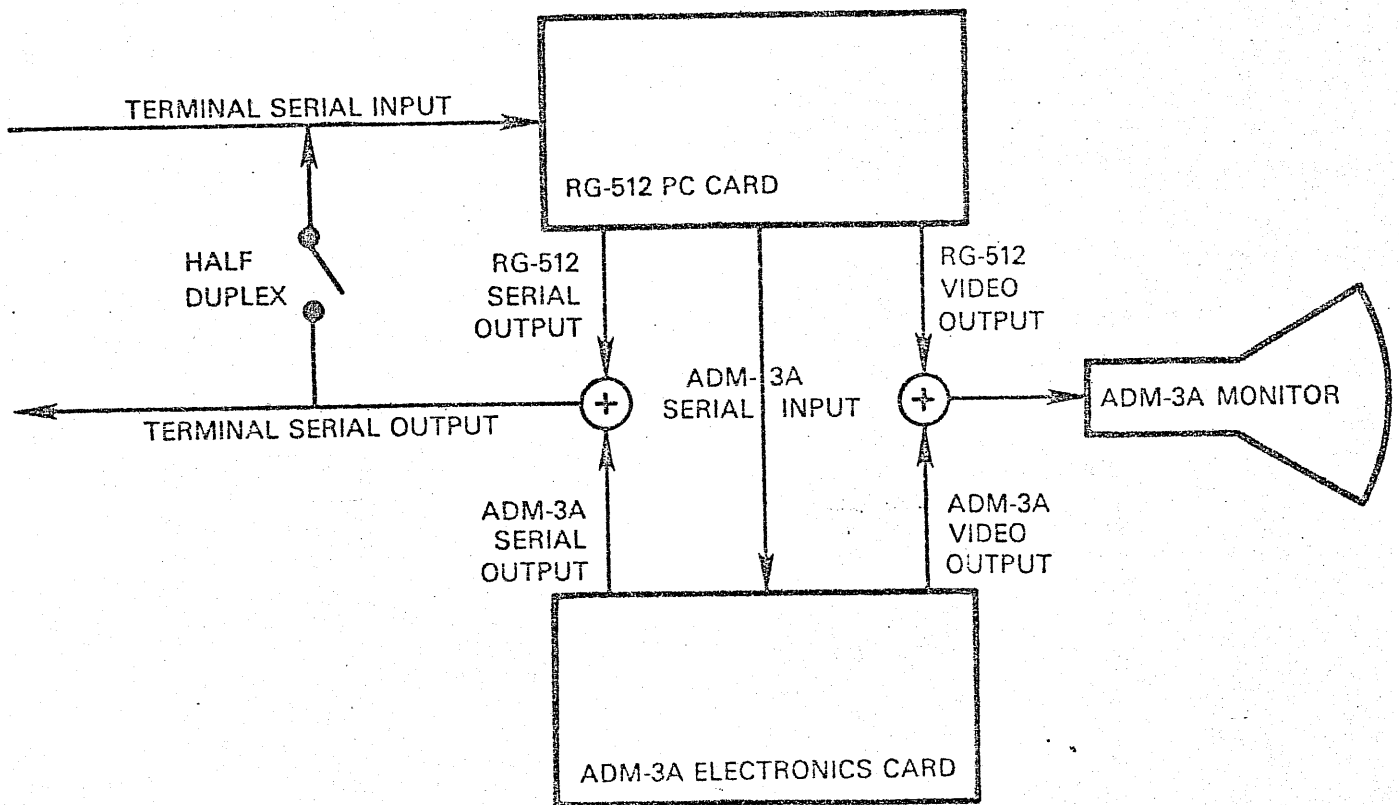 TERMINAL SERIAL INPUT
RG-512 PC CARD
HALF
DUPLEX
RG-512
SERIAL
OUTPUT
RG-512
VIDEO
OUTPUT
ADM-3A
SERIAL INPUT
ADM-3A MONITOR
TERMINAL SERIAL OUTPUT
ADM-3A
SERIAL
OUTPUT
ADM-3A
VIDEO
OUTPUT
ADM-3A ELECTRONICS CARD